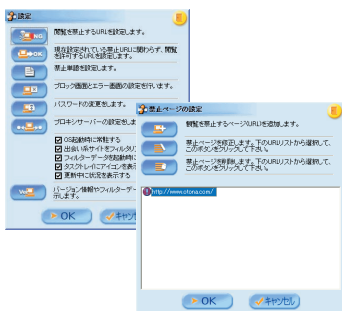 設定
NO
閲覧を禁止するURLを設定します。
OK
現在設定されている禁止URLに関わらず、閲覧
を許可するURLを設定します。
禁止単語を設定します。
ブロック画面とエラー画面の設定を行います。
パスワードの変更をします。
プロキシサーバーの設定をしま
OS起動時に常駐する
出会い系サイトをフィルタリ
フィルターデータを起動時に
タスクトレイにアイコンを表示
更新中に状況を表示する
バージョン情報やフィルターデー
示します。
OK
キャンセ
禁止ページの設定
閲覧を禁止するページ(URL)を追加します。
禁止ページを修正します。下のURLリストから選択して、
このボタンをクリックして下さい。
禁止ページを削除します。下のURLリストから選択して、
このボタンをクリックして下さい。
http://www.otona.com/
OK
キャンセル